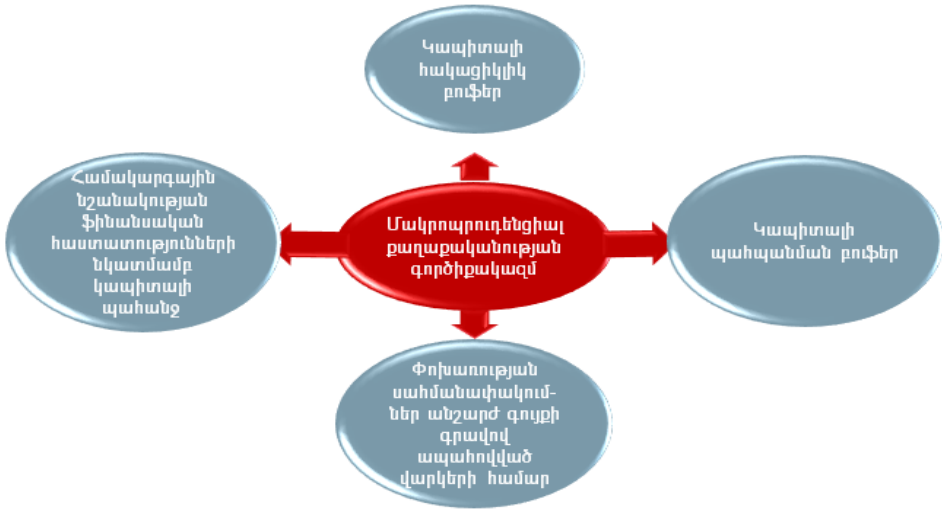 Կապիտալի
հակացիկլիկ
բուֆեր
Համակարգային
նշանակության
ֆինանսական
հաստատությունների
նկատմամբ
կապիտալի
պահանջ
Մակրոպրուդենցիալ
քաղաքականության
գործիքակազմ
Կապիտալի
պահպանման բուֆեր
Փոխառության
սահմանափակում-
ներ անշարժ գույքի
գրավով
ապահովված
վարկերի համար